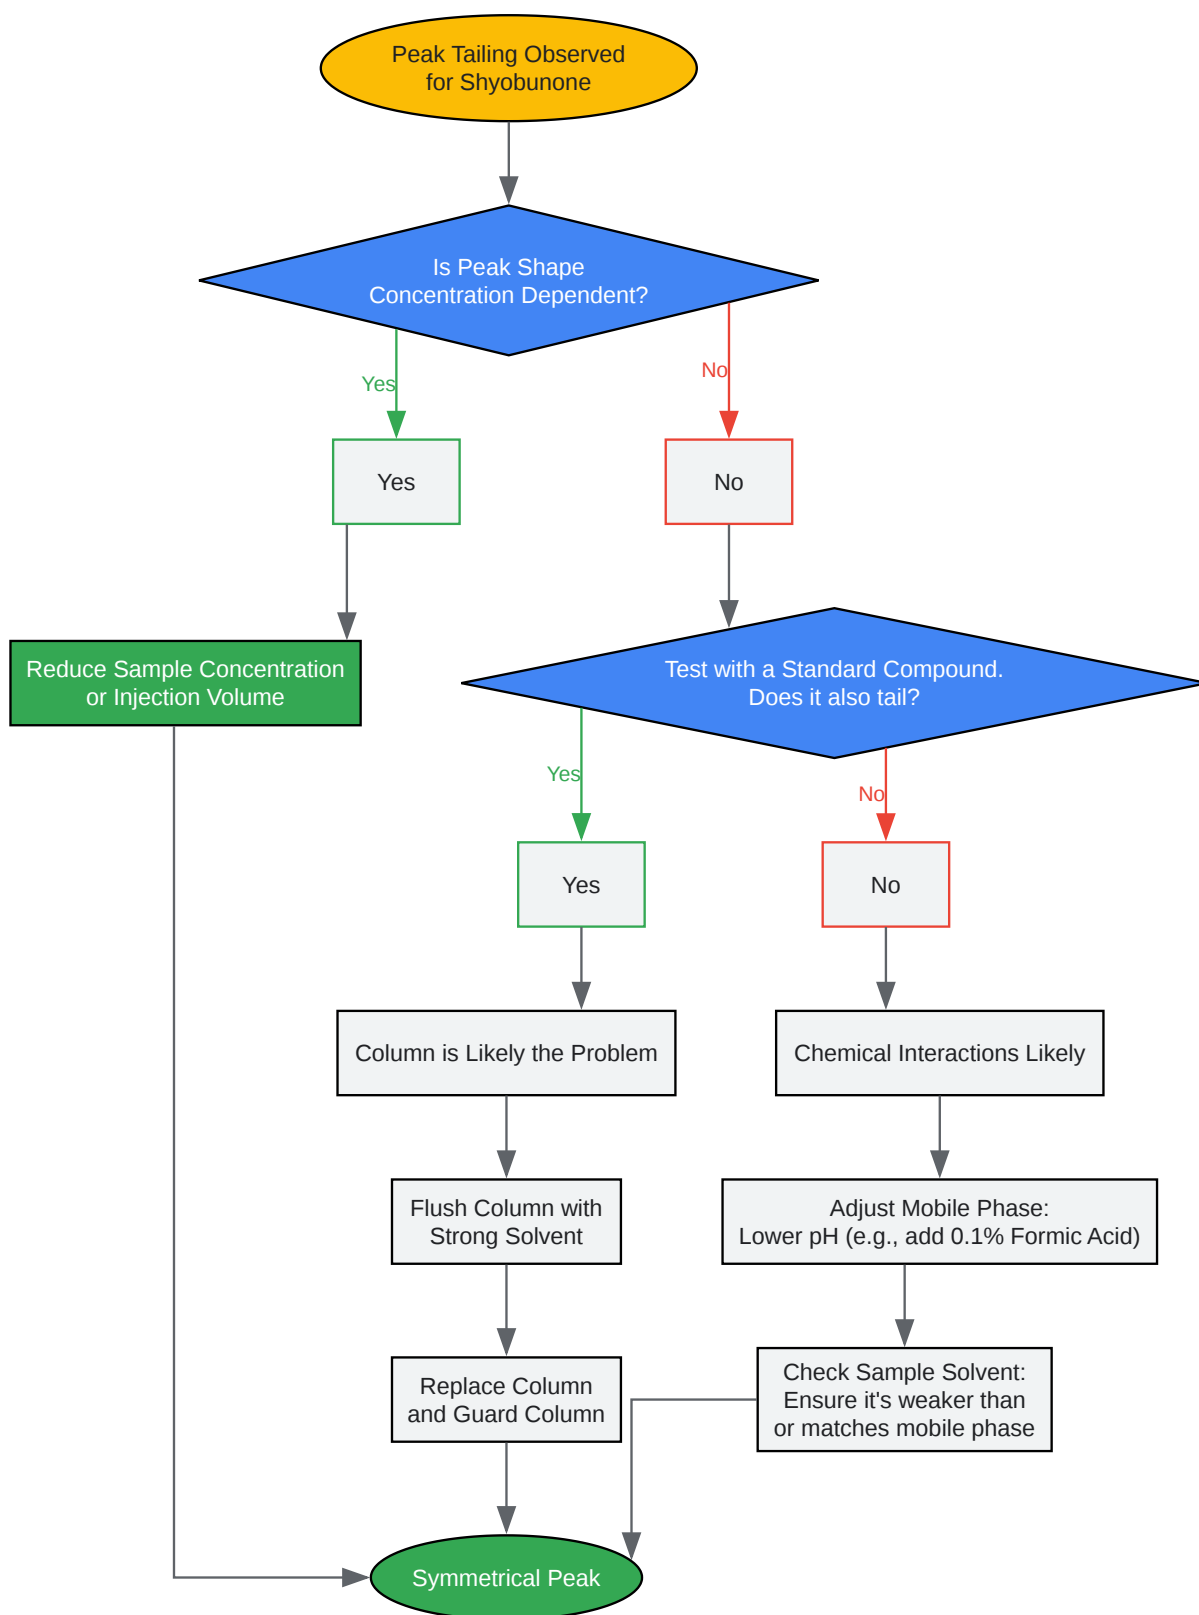 Peak Tailing Observed
for Shyobunone
Is Peak Shape
Concentration Dependent?
Yes
No
Yes
No
Reduce Sample Concentration
or Injection Volume
Test with a Standard Compound.
Does it also tail?
Yes
No
Yes
No
Column is Likely the Problem
Chemical Interactions Likely
Flush Column with
Strong Solvent
Adjust Mobile Phase:
Lower pH (e.g., add 0.1% Formic Acid)
Replace Column
and Guard Column
Check Sample Solvent:
Ensure it's weaker than
or matches mobile phase
Symmetrical Peak